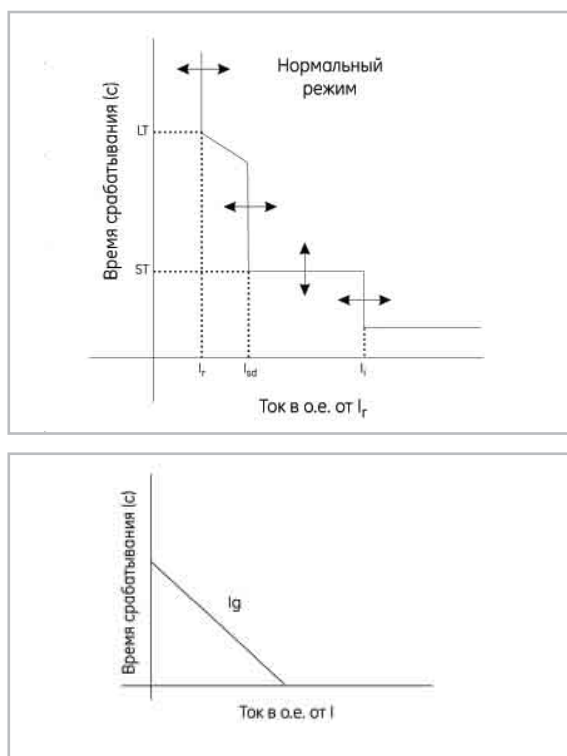 Нормальный
режим
Время срабатывания (с)
LT
ST
Ir
Isd
Ii
Ток в о.е. от Ir
Время срабатывания (с)
Ig
Ток в о.е. от I